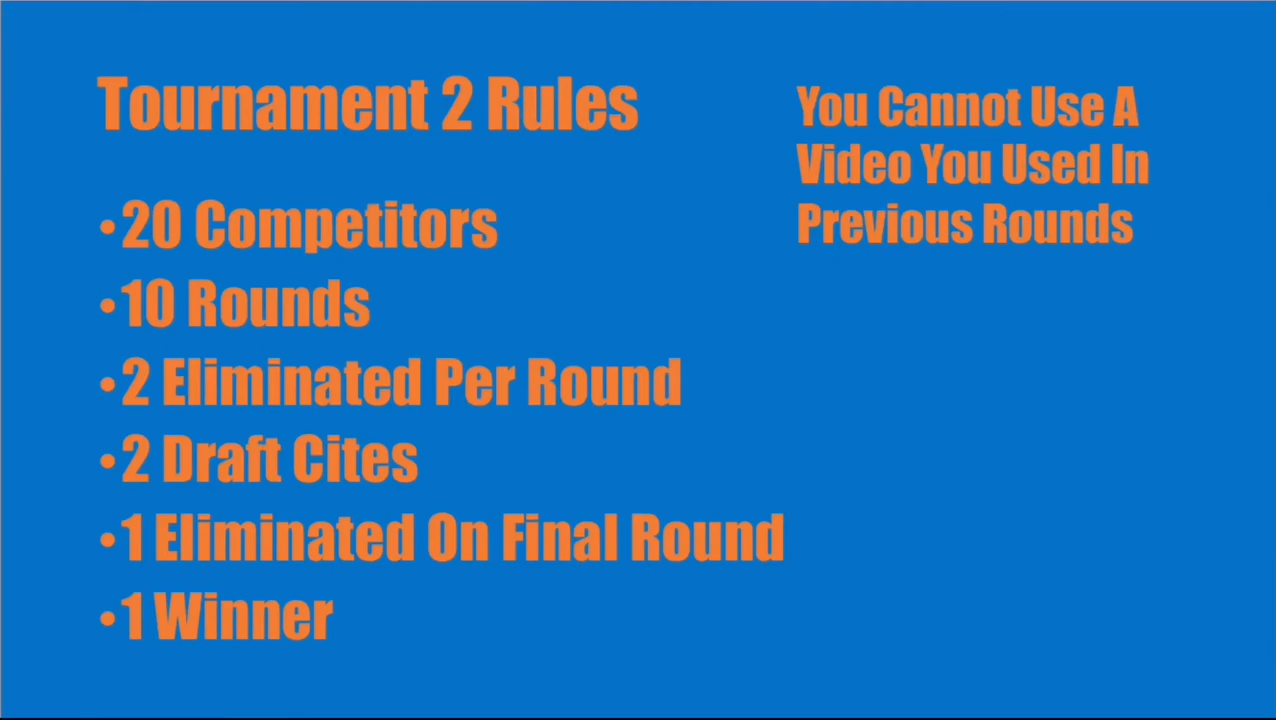 Tournament 2 Rules
•20 Competitors
•10 Rounds
•2 Eliminated Per Round
•2 Draft Cites
•1 Eliminated On Final Round
•1 Winner
You Cannot Use A
Video You Used In
Previous Rounds